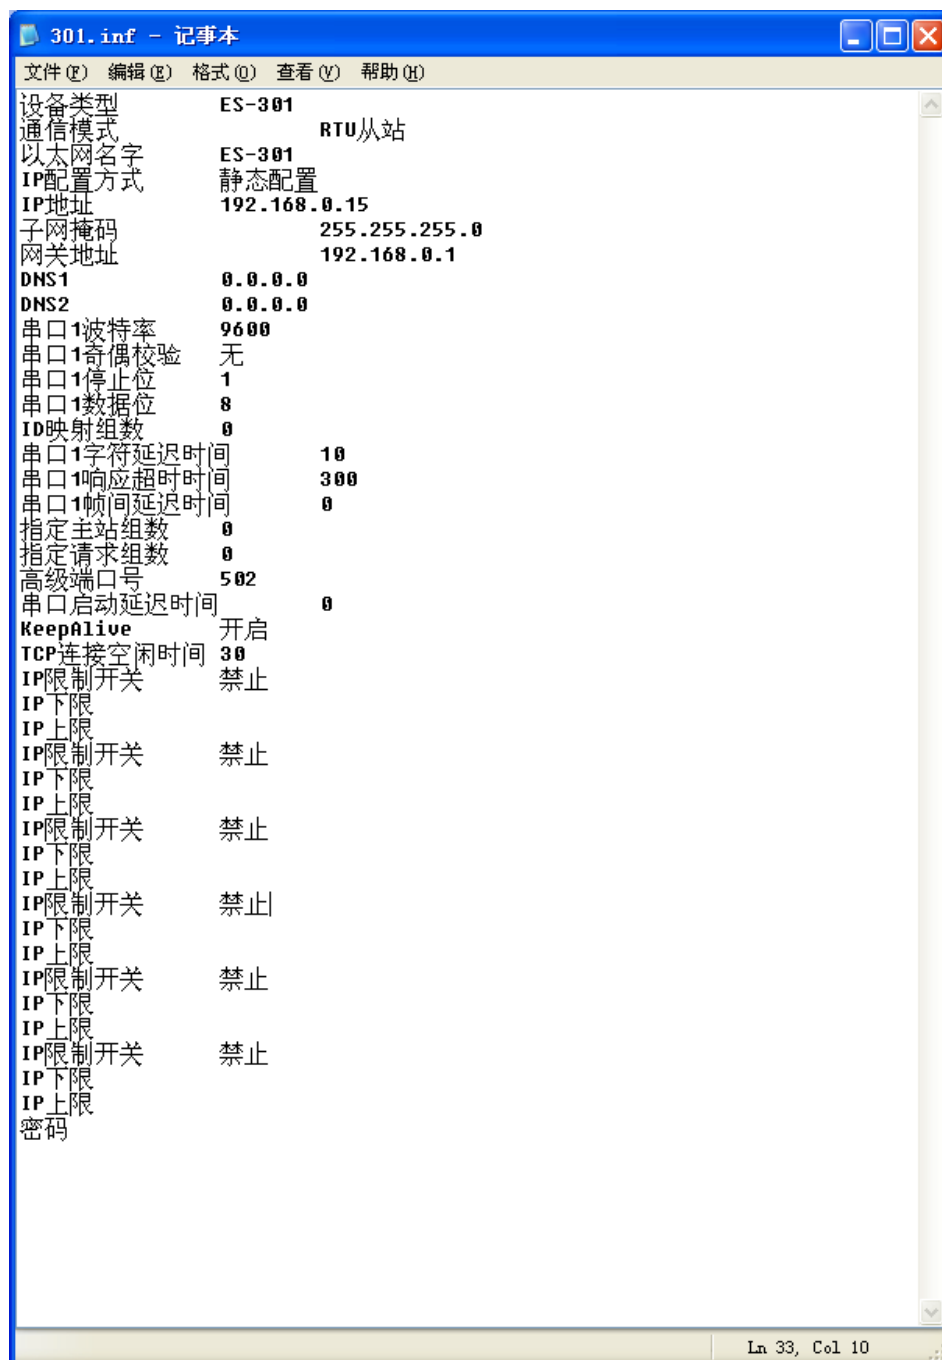 301.inf - 记事本
文件(F) 编辑(E) 格式(O) 查看(V) 帮助(H)
设备类型 ES-301
通信模式 RTU从站
以太网名字 ES-301
IP配置方式 静态配置
IP地址 192.168.0.15
子网掩码 255.255.255.0
网关地址 192.168.0.1
DNS1 0.0.0.0
DNS2 0.0.0.0
串口1波特率 9600
串口1奇偶校验 无
串口1停止位 1
串口1数据位 8
ID映射组数 0
串口1字符延迟时间 10
串口1响应超时时间 300
串口1帧间延迟时间 0
指定主站组数 0
指定请求组数 0
高级端口号 502
串口启动延迟时间 0
KeepAlive 开启
TCP连接空闲时间 30
IP限制开关 禁止
IP下限
IP上限
IP限制开关 禁止
IP下限
IP上限
IP限制开关 禁止
IP下限
IP上限
IP限制开关 禁止
IP下限
IP上限
IP限制开关 禁止
IP下限
IP上限
IP限制开关 禁止
IP下限
IP上限
密码
Ln 33, Col 10